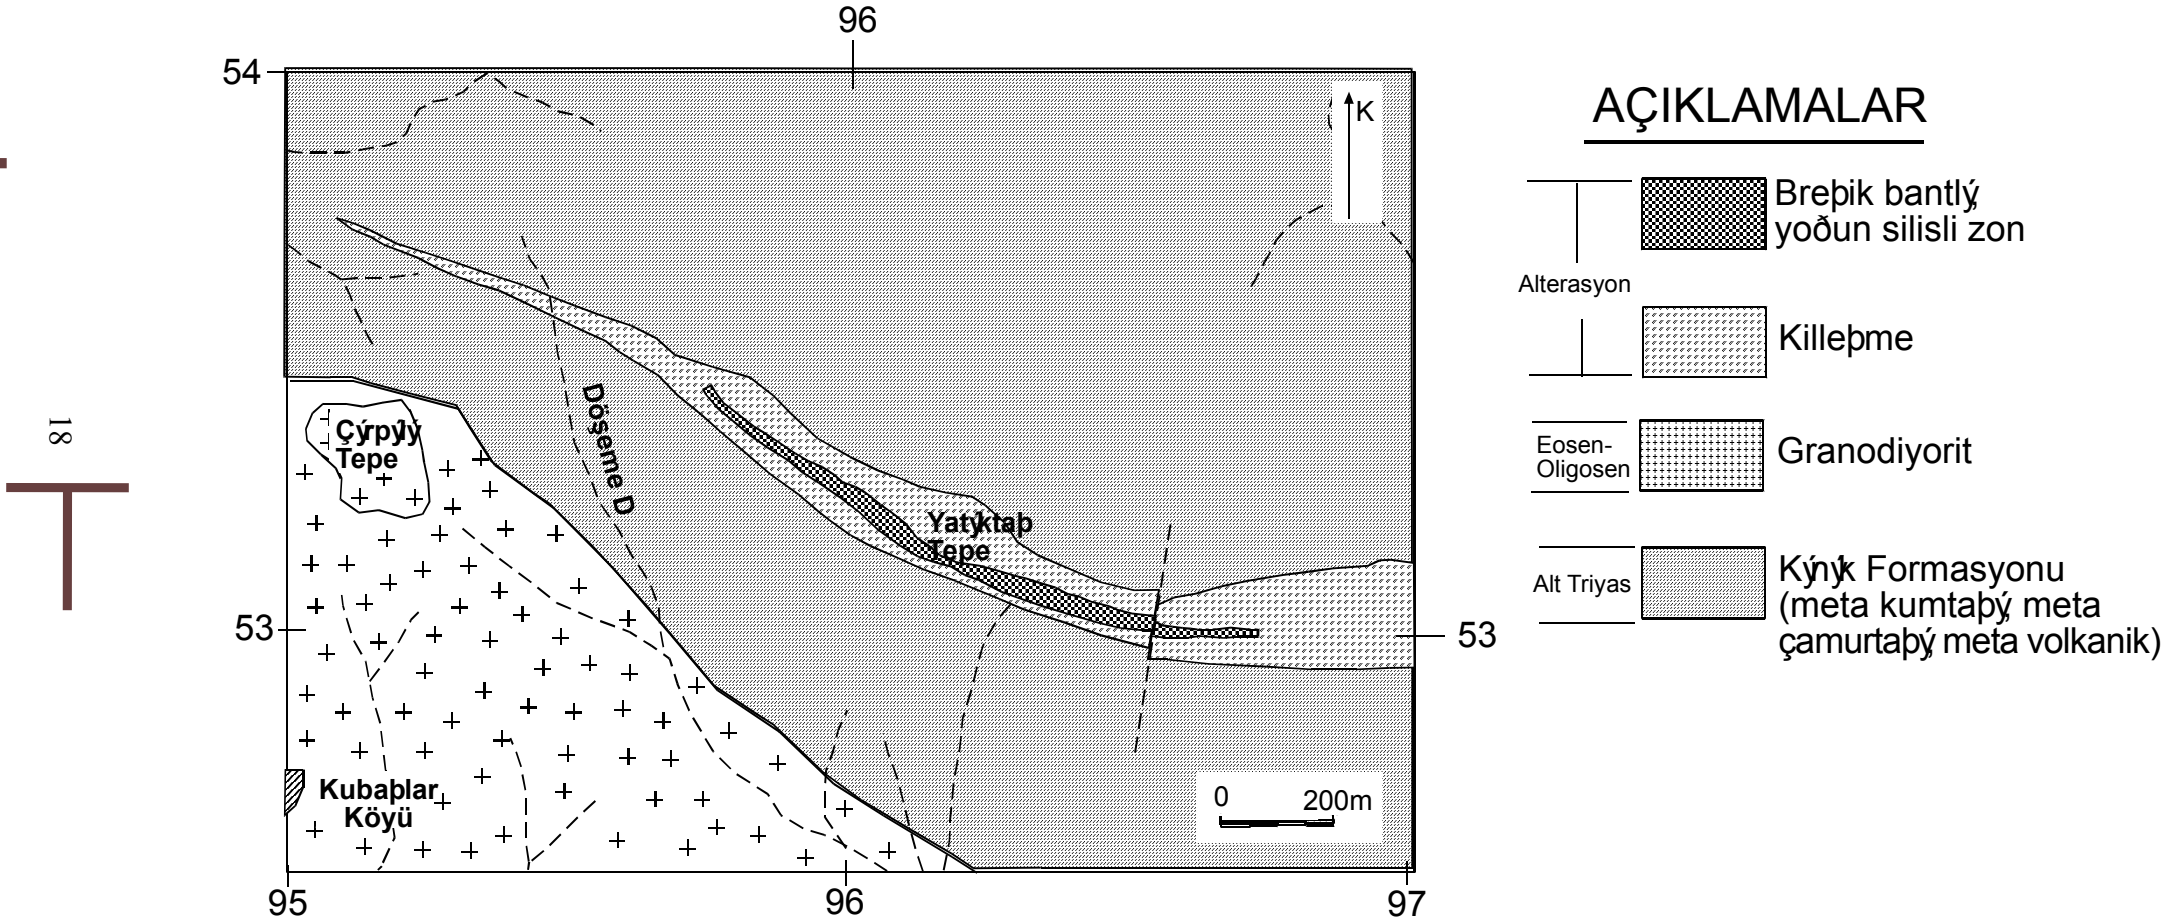 96
54
K
AÇIKLAMALAR
Breþik bantlý,
yoðun silisli zon
Alterasyon
Killeþme
Eosen-
Oligosen
Granodiyorit
Alt Triyas
Kýnýk Formasyonu
(meta kumtaþý, meta
çamurtaþý, meta volkanik)
18
Çýrpýlý
Tepe
Döşeme D
Yatýktaþ
Tepe
53
53
Kubaþlar
Köyü
0 200m
95
96
97